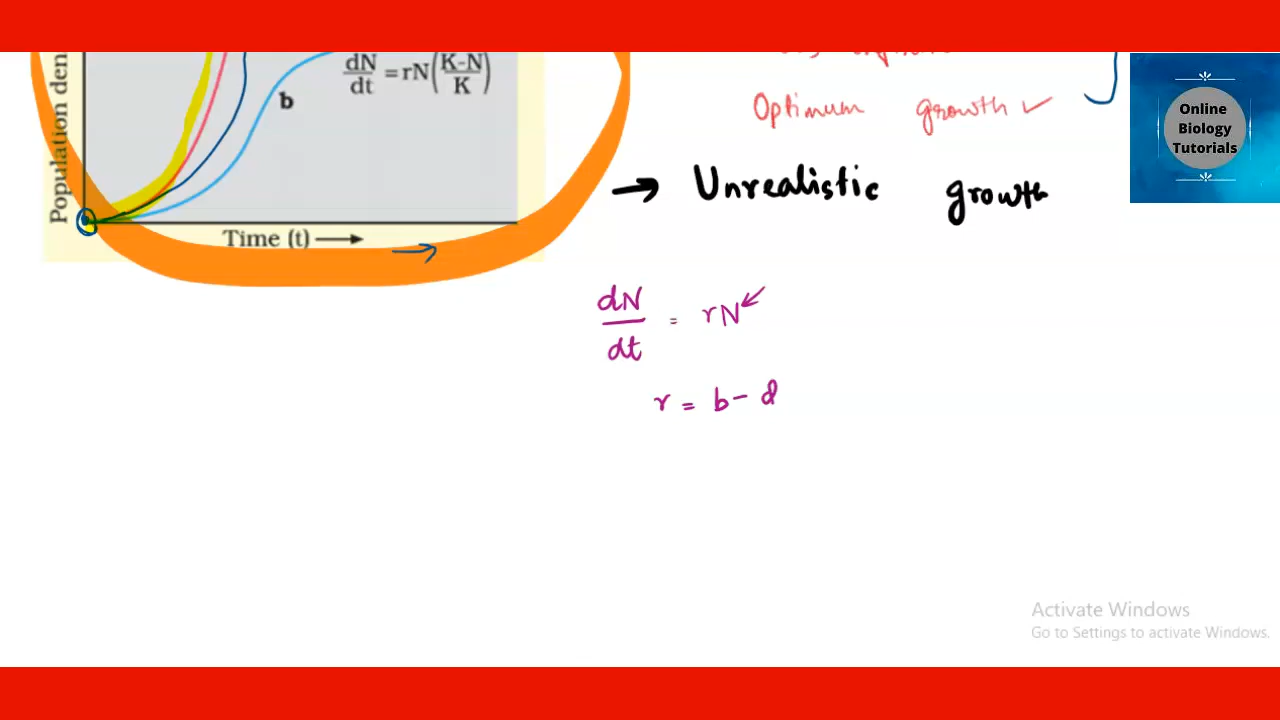 Population den
dN/dt = rN(K-N/K)
b
Time (t)
Optimum growth ✓
→ Unrealistic growth
dN/dt = rN
r = b - d
Online
Biology
Tutorials
Activate Windows
Go to Settings to activate Windows.